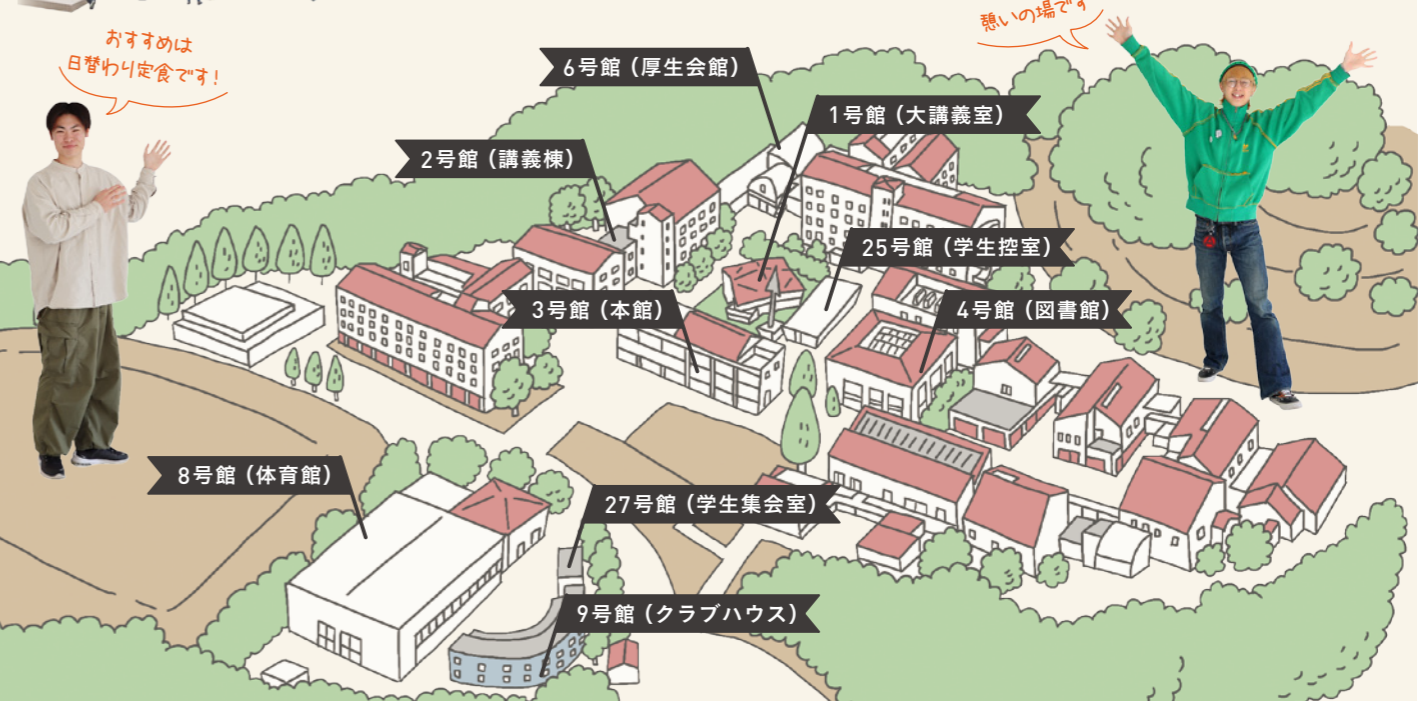 憩いの場です
おすすめは
日替わり定食です!
6号館(厚生会館)
1号館(大講義室)
2号館(講義棟)
25号館(学生控室)
3号館(本館)
4号館(図書館)
8号館(体育館)
27号館(学生集会室)
9号館(クラブハウス)